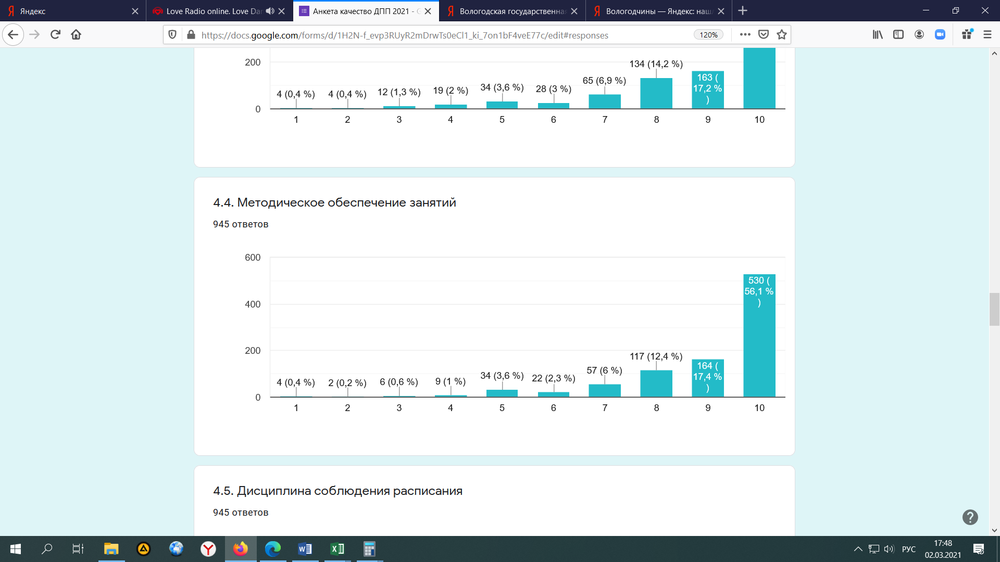 Яндекс
Love Radio online. Love Da
Анкета качество ДПП 2021 -
Вологодская государственна
Вологодчины — Яндекс: наш
https://docs.google.com/forms/d/1H2N-f_evp3RUyR2mDrwTs0eCl1_ki_7on1bF4veE77c/edit#responses
120%
200
0
4 (0,4 %)
4 (0,4 %)
12 (1,3 %)
19 (2 %)
34 (3,6 %)
28 (3 %)
65 (6,9 %)
134 (14,2 %)
163 (
17,2 %
)
1 2 3 4 5 6 7 8 9 10
4.4. Методическое обеспечение занятий
945 ответов
600
400
200
0
4 (0,4 %)
2 (0,2 %)
6 (0,6 %)
9 (1 %)
34 (3,6 %)
22 (2,3 %)
57 (6 %)
117 (12,4 %)
164 (
17,4 %
)
530 (
56,1 %
)
1 2 3 4 5 6 7 8 9 10
4.5. Дисциплина соблюдения расписания
945 ответов
РУС
17:48
02.03.2021